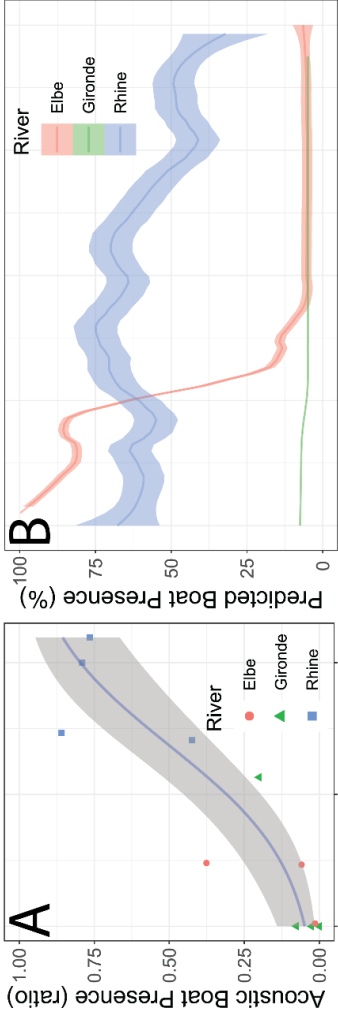 A
Acoustic Boat Presence (ratio)
1.00
0.75
0.50
0.25
0.00
River
Elbe
Gironde
Rhine
B
Predicted Boat Presence (%)
100
75
50
25
0
River
Elbe
Gironde
Rhine